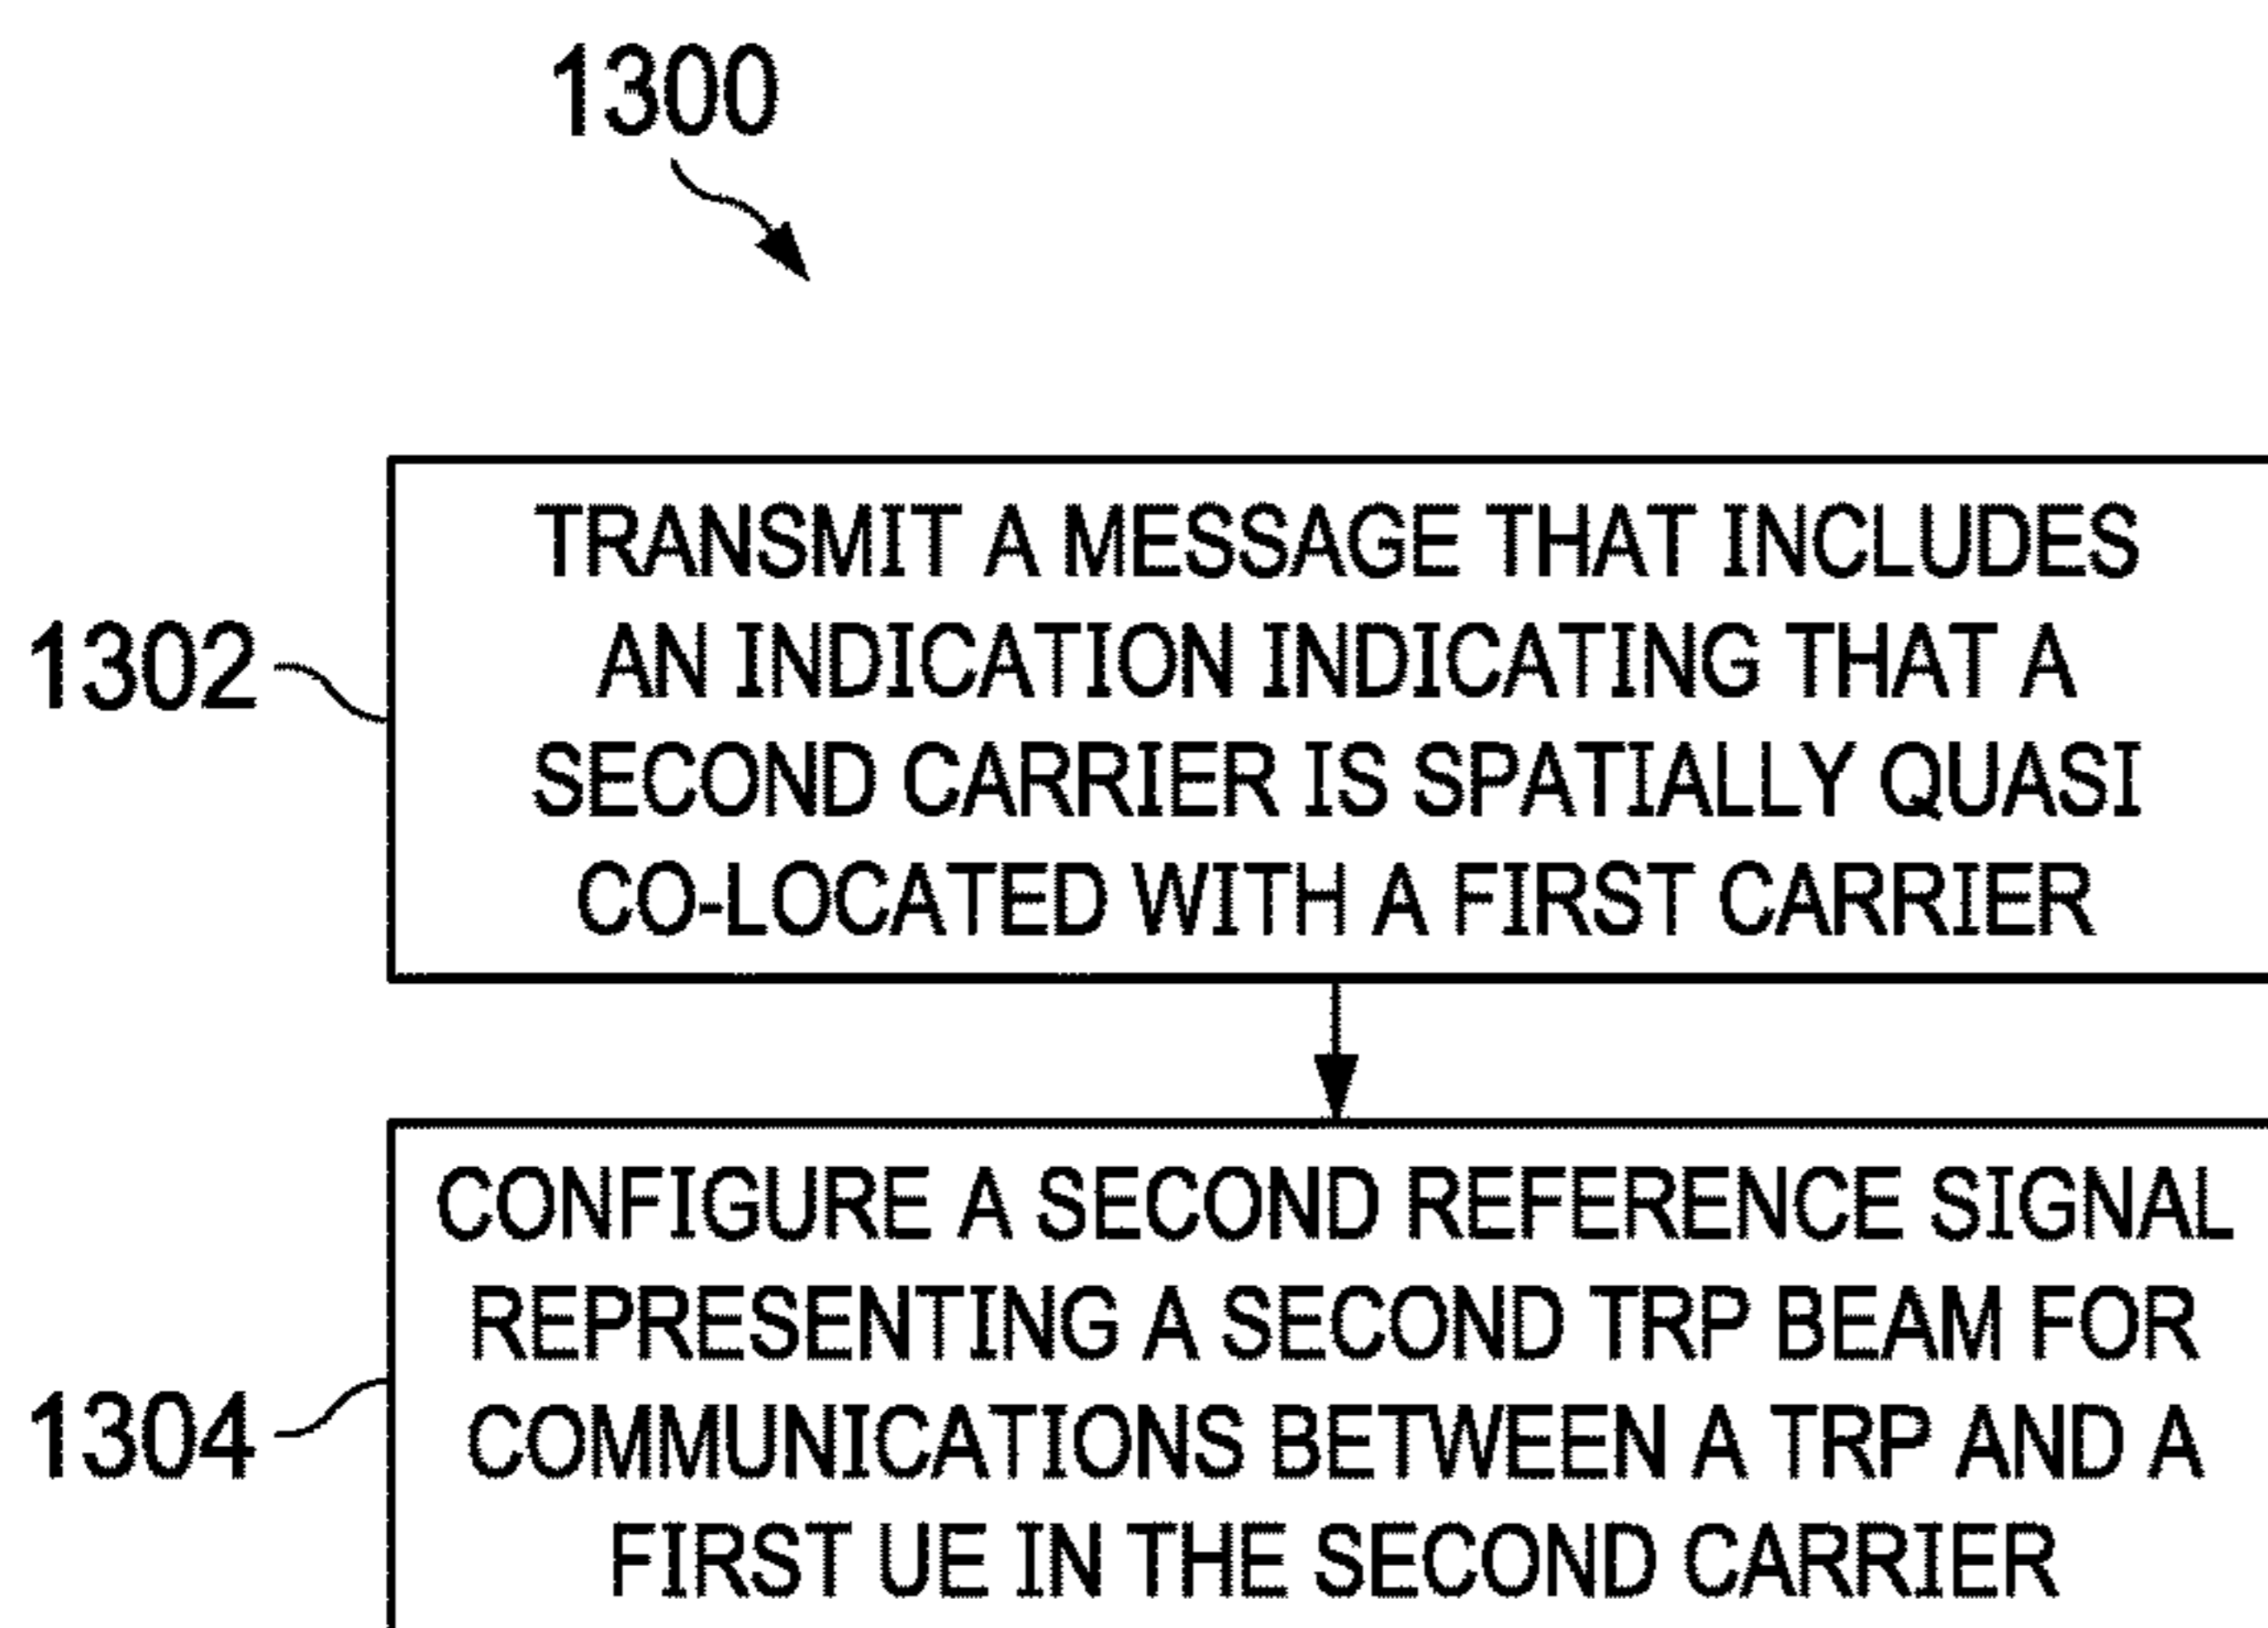 1300
TRANSMIT A MESSAGE THAT INCLUDES
AN INDICATION INDICATING THAT A
1302
SECOND CARRIER IS SPATIALLY QUASI
CO-LOCATED WITH A FIRST CARRIER
CONFIGURE A SECOND REFERENCE SIGNAL
REPRESENTING A SECOND TRP BEAM FOR
1304
COMMUNICATIONS BETWEEN A TRP AND A
FIRST UE IN THE SECOND CARRIER